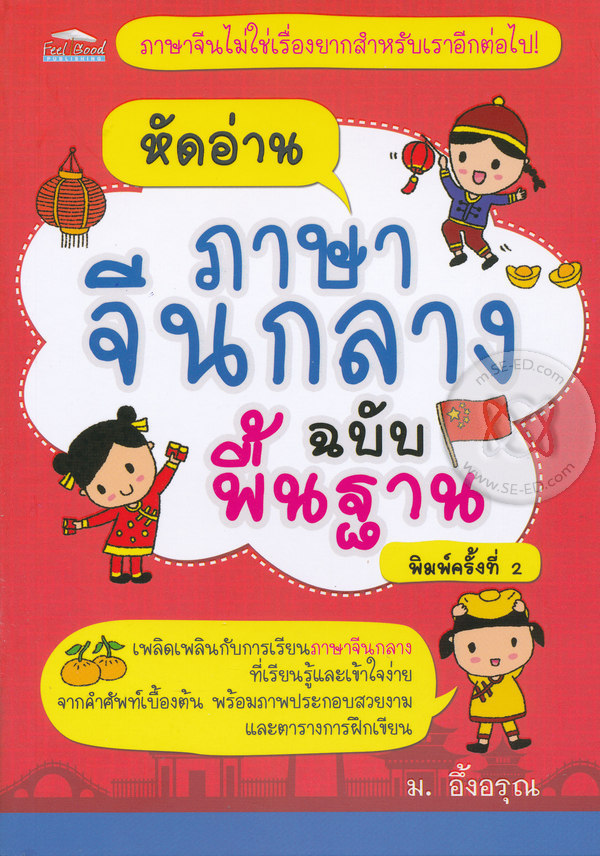 Feel Good
PUBLISHING
ภาษาจีนไม่ใช่เรื่องยากสำหรับเราอีกต่อไป!
หัดอ่าน
ภาษา
จีนกลาง
ฉบับ
พื้นฐาน
m.SE-ED.com
www.SE-ED.com
พิมพ์ครั้งที่ 2
เพลิดเพลินกับการเรียนภาษาจีนกลาง
ที่เรียนรู้และเข้าใจง่าย
จากคำศัพท์เบื้องต้น พร้อมภาพประกอบสวยงาม
และตารางการฝึกเขียน
ม. อึ้งอรุณ